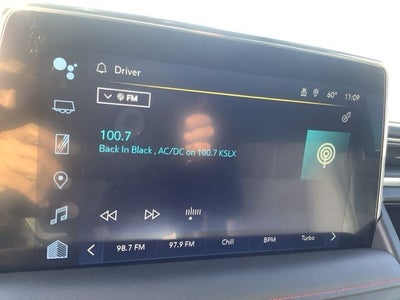 Driver
60° 11:09
FM
100.7
Back In Black , AC/DC on 100.7 KSLX
98.7 FM 97.9 FM Chill BPM Turbo